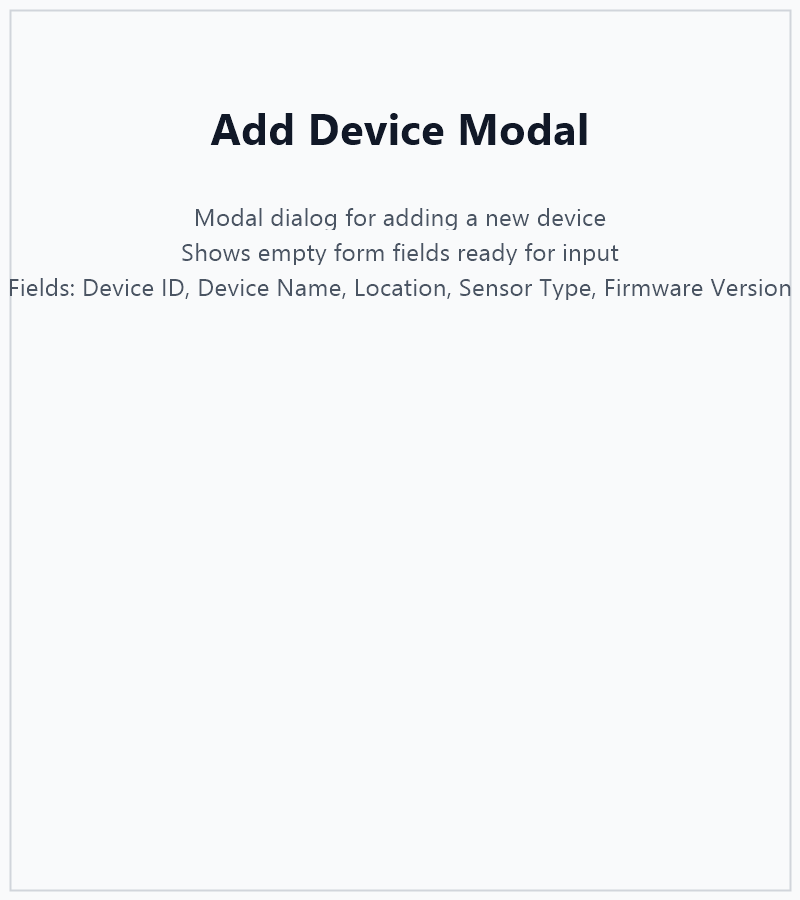 Add Device Modal
Modal dialog for adding a new device
Shows empty form fields ready for input
Fields: Device ID, Device Name, Location, Sensor Type, Firmware Version